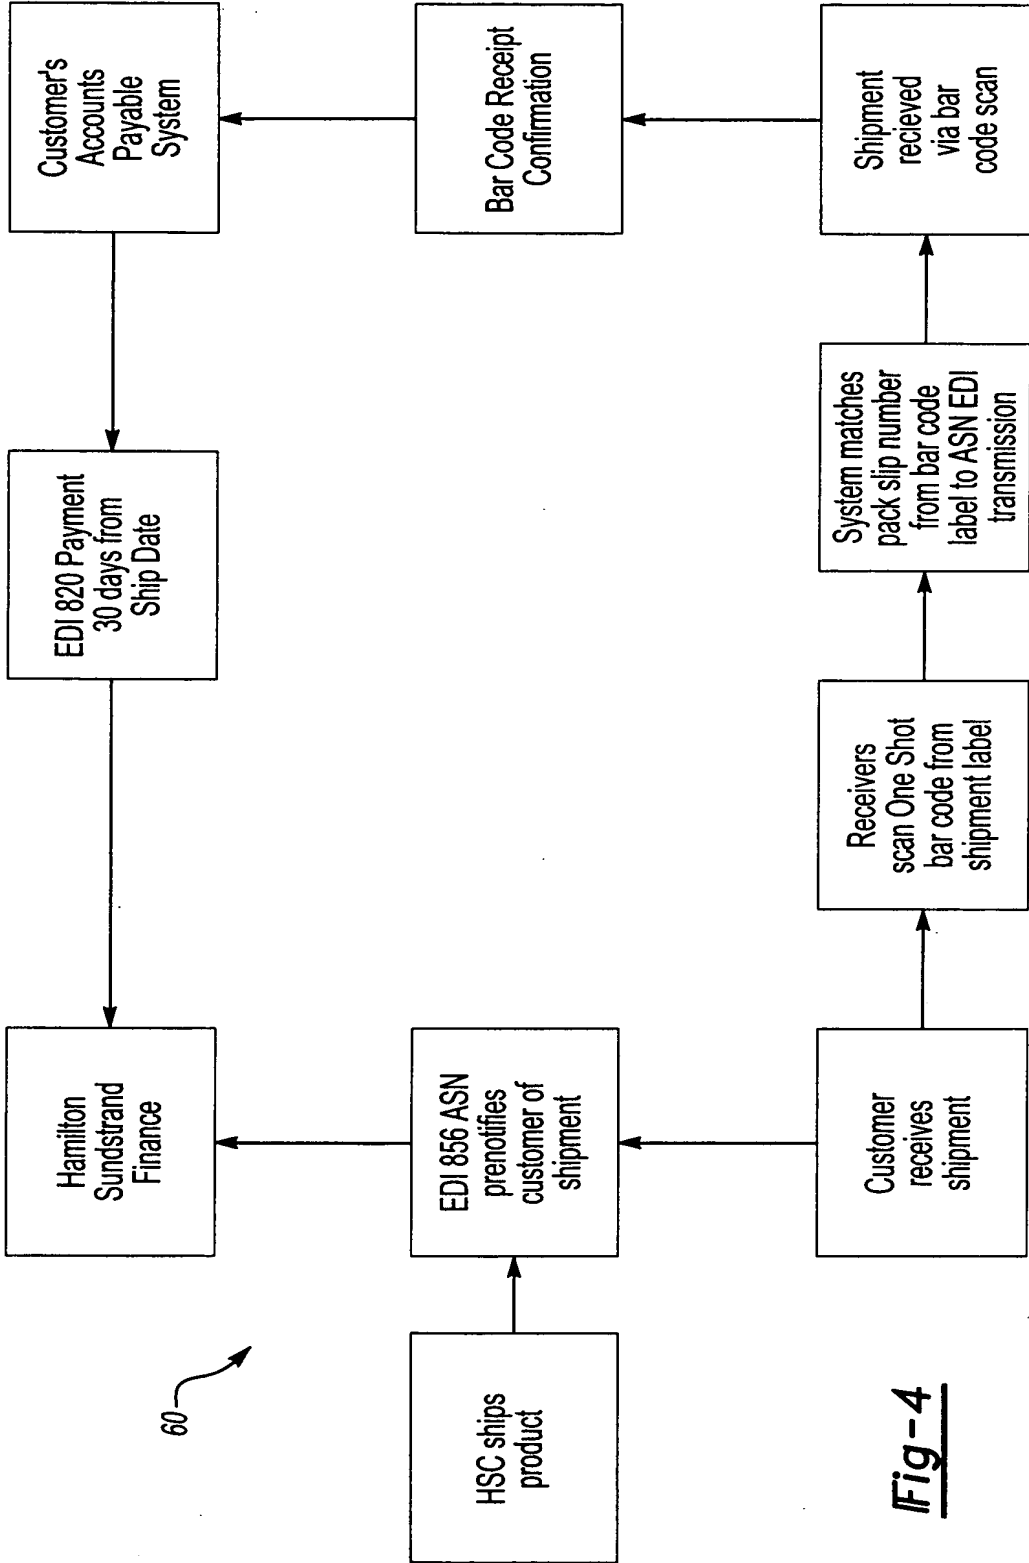 60
Hamilton
Sundstrand
Finance
EDI 820 Payment
30 days from
Ship Date
Customer's
Accounts
Payable
System
HSC ships
product
EDI 856 ASN
prenotifies
customer of
shipment
Bar Code Receipt
Confirmation
Customer
receives
shipment
Receivers
scan One Shot
bar code from
shipment label
System matches
pack slip number
from bar code
label to ASN EDI
transmission
Shipment
recieved
via bar
code scan
Fig-4